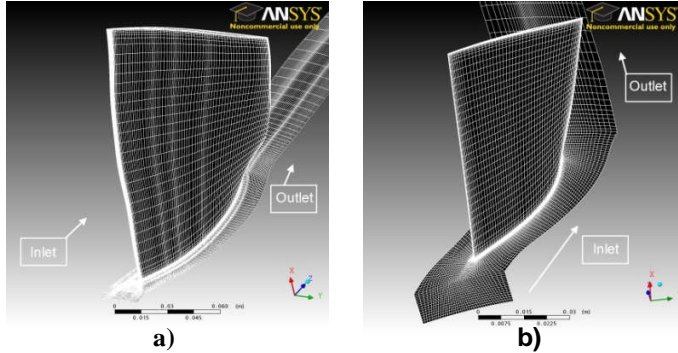 ANSYS
Noncommercial use only
Inlet
Outlet
X
Z
Y
0 0.03 0.060 (m)
0.015 0.045
a)
ANSYS
Noncommercial use only
Outlet
Inlet
X
0 0.015 0.03 (m)
0.0075 0.0225
b)